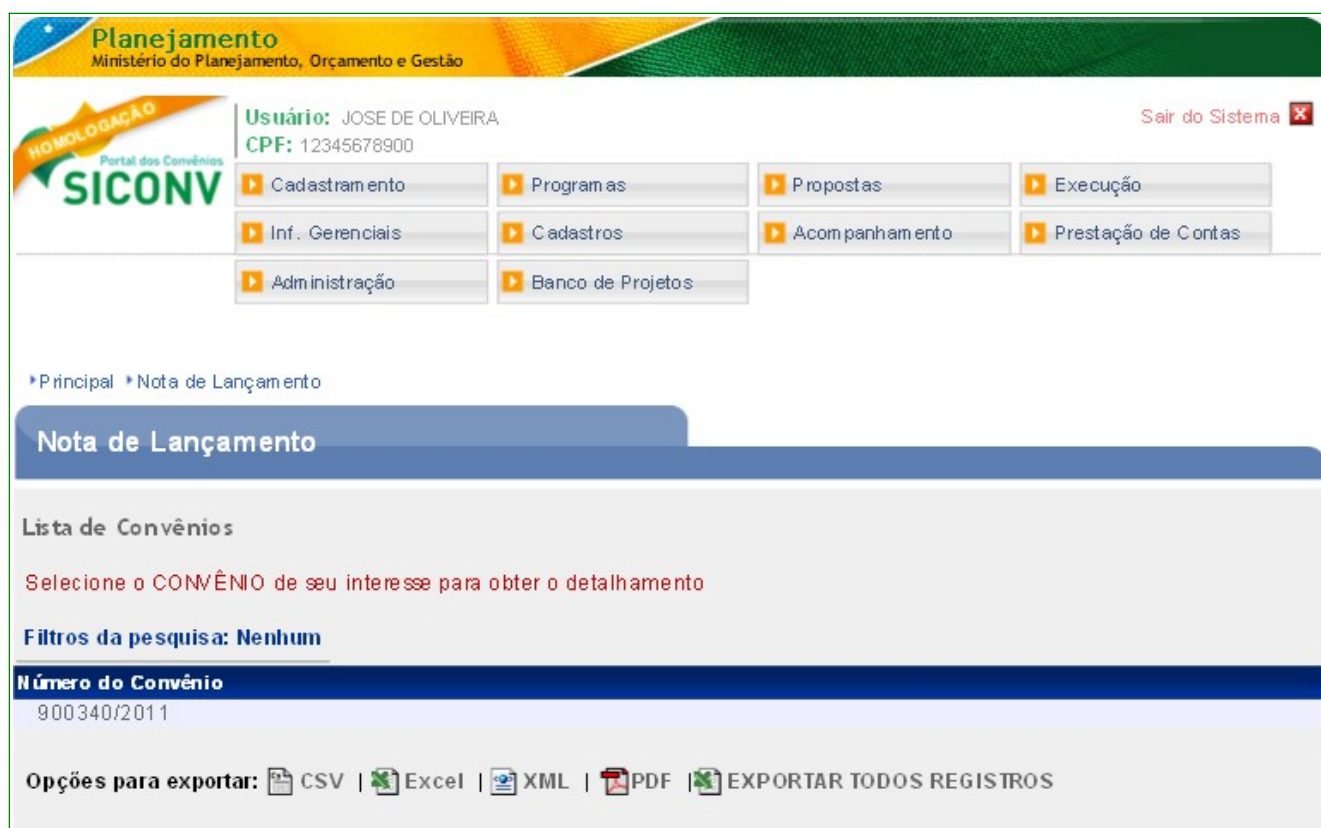 Planejamento
Ministério do Planejamento, Orçamento e Gestão
HOMOLOGAÇÃO
Portal dos Convênios
SICONV
Usuário: JOSE DE OLIVEIRA
CPF: 12345678900
Sair do Sistema
Cadastramento Programas Propostas Execução
Inf. Gerenciais Cadastros Acompanhamento Prestação de Contas
Administração Banco de Projetos
Principal Nota de Lançamento
Nota de Lançamento
Lista de Convênios
Selecione o CONVÊNIO de seu interesse para obter o detalhamento
Filtros da pesquisa: Nenhum
Número do Convênio
900340/2011
Opções para exportar: CSV | Excel | XML | PDF | EXPORTAR TODOS REGISTROS